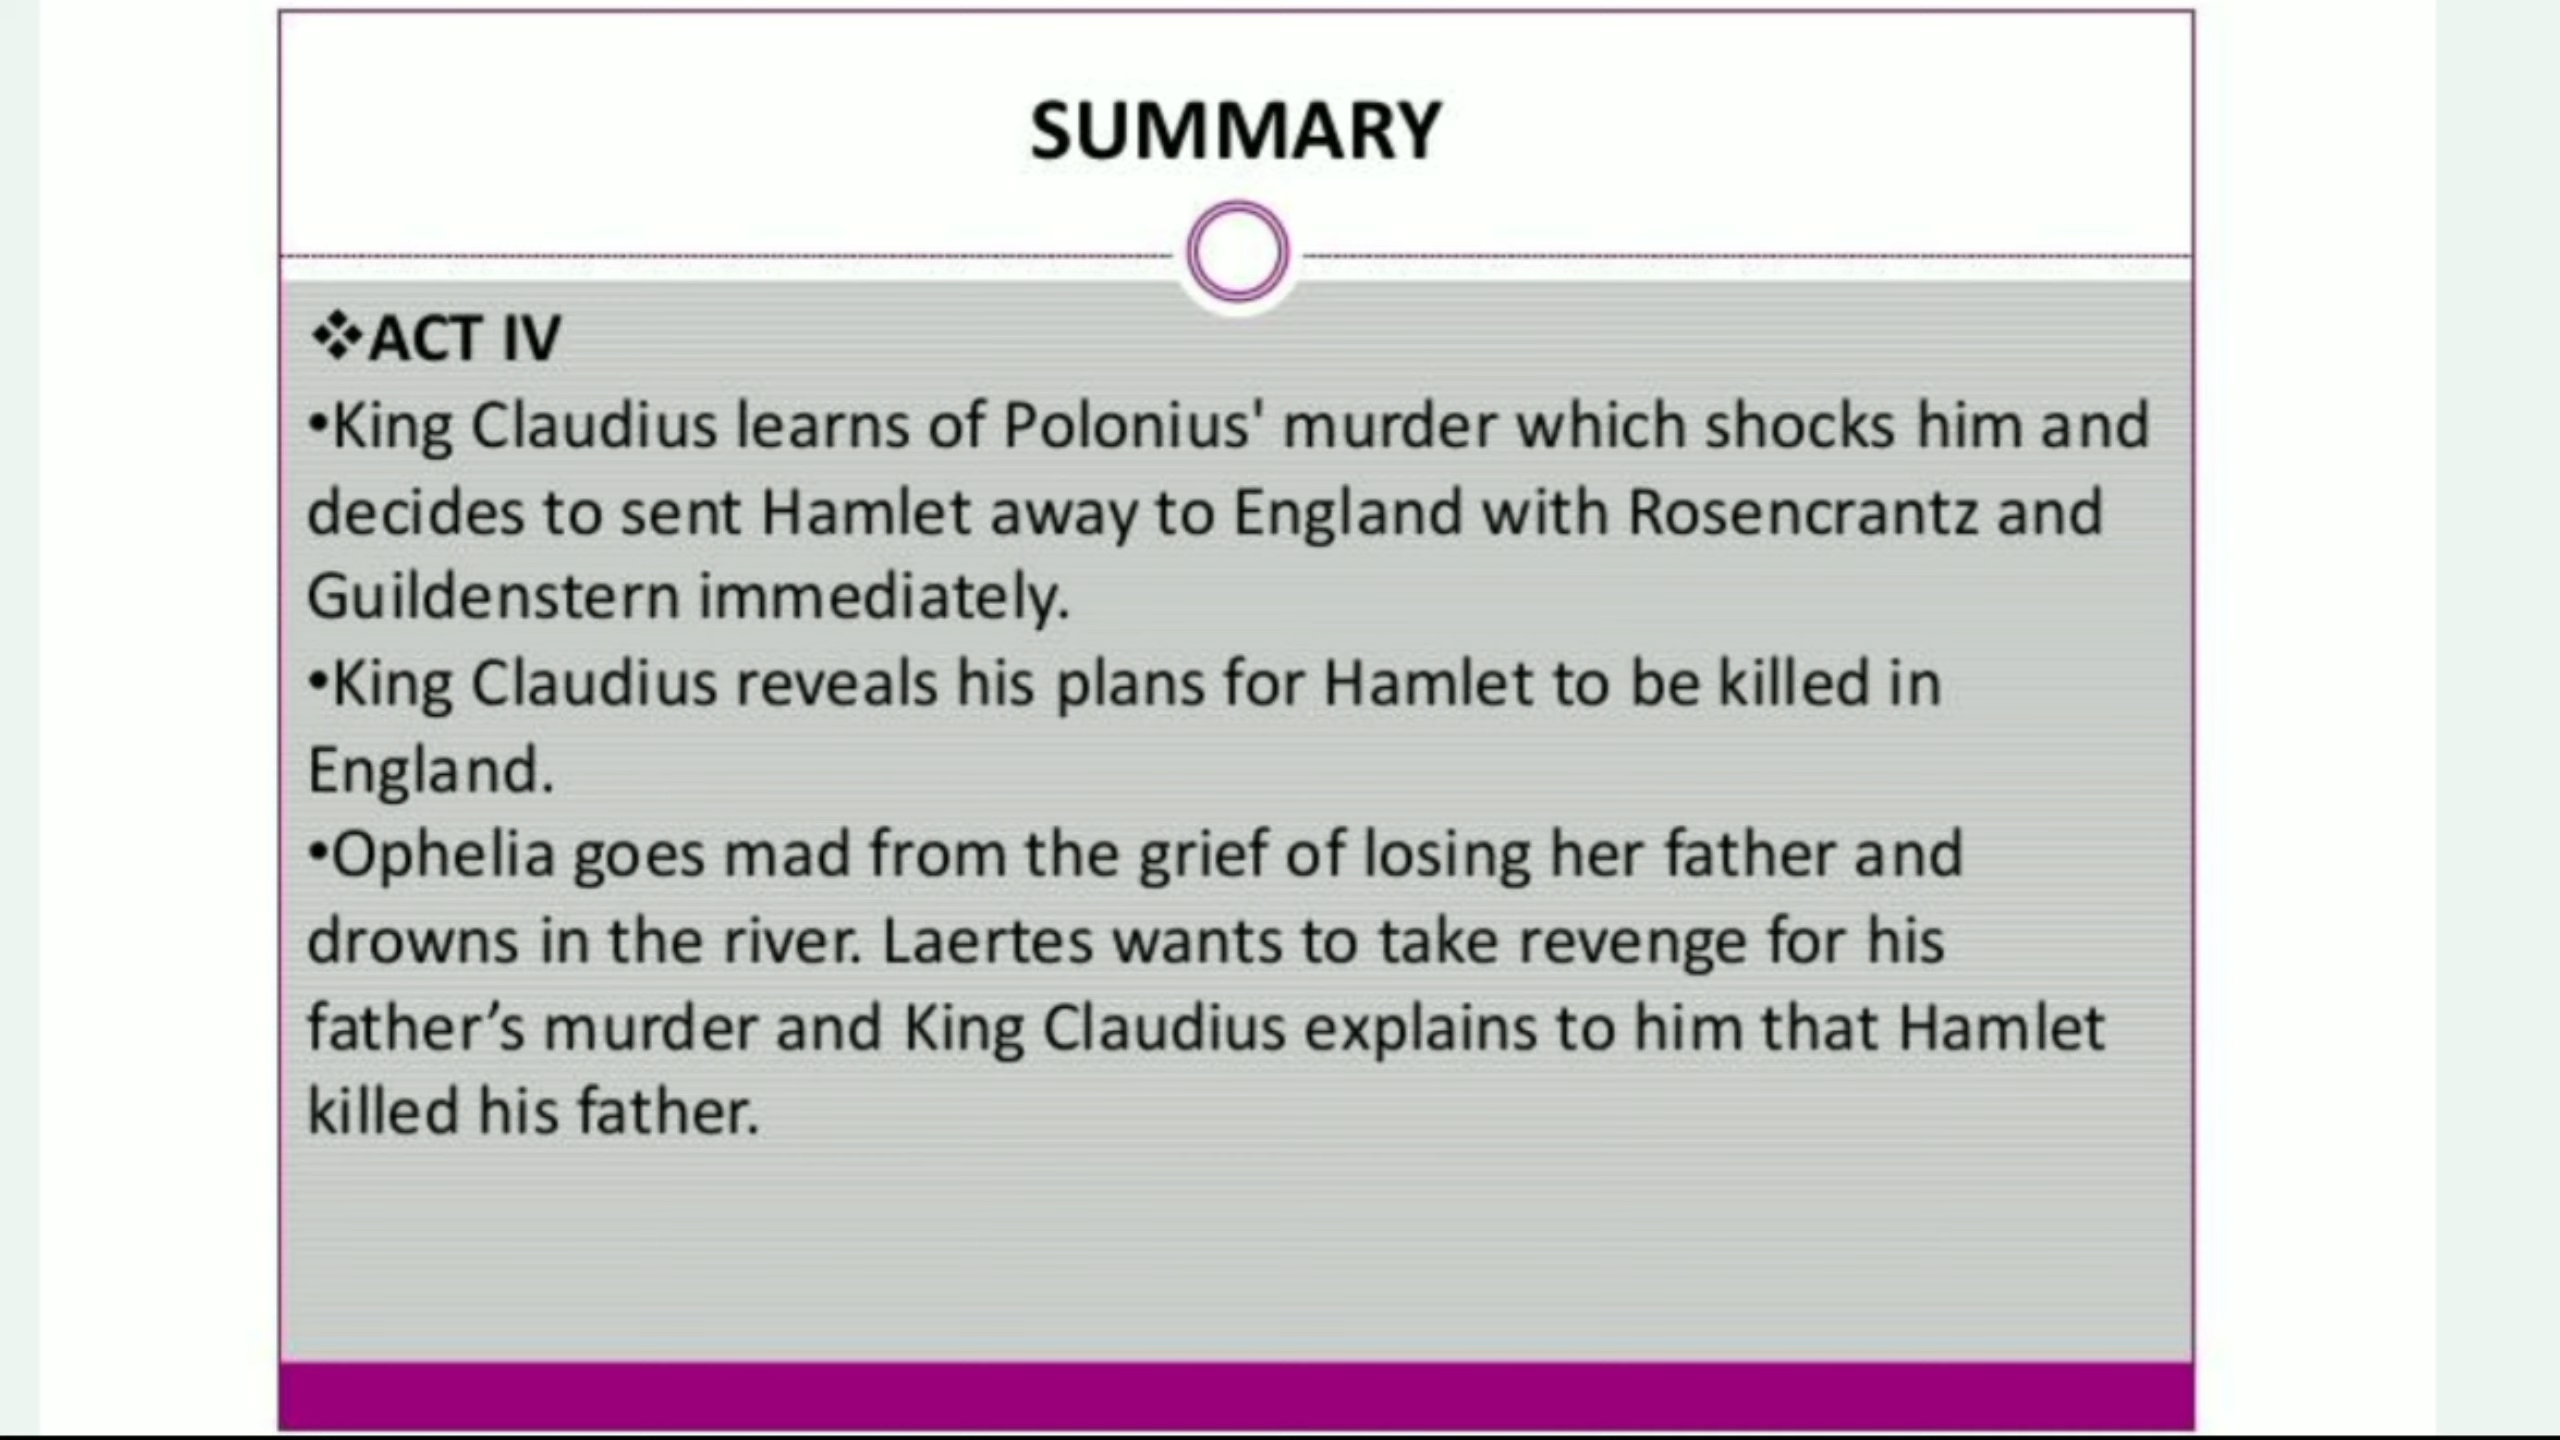 SUMMARY
❖ACT IV
•King Claudius learns of Polonius' murder which shocks him and
decides to sent Hamlet away to England with Rosencrantz and
Guildenstern immediately.
•King Claudius reveals his plans for Hamlet to be killed in
England.
•Ophelia goes mad from the grief of losing her father and
drowns in the river. Laertes wants to take revenge for his
father’s murder and King Claudius explains to him that Hamlet
killed his father.